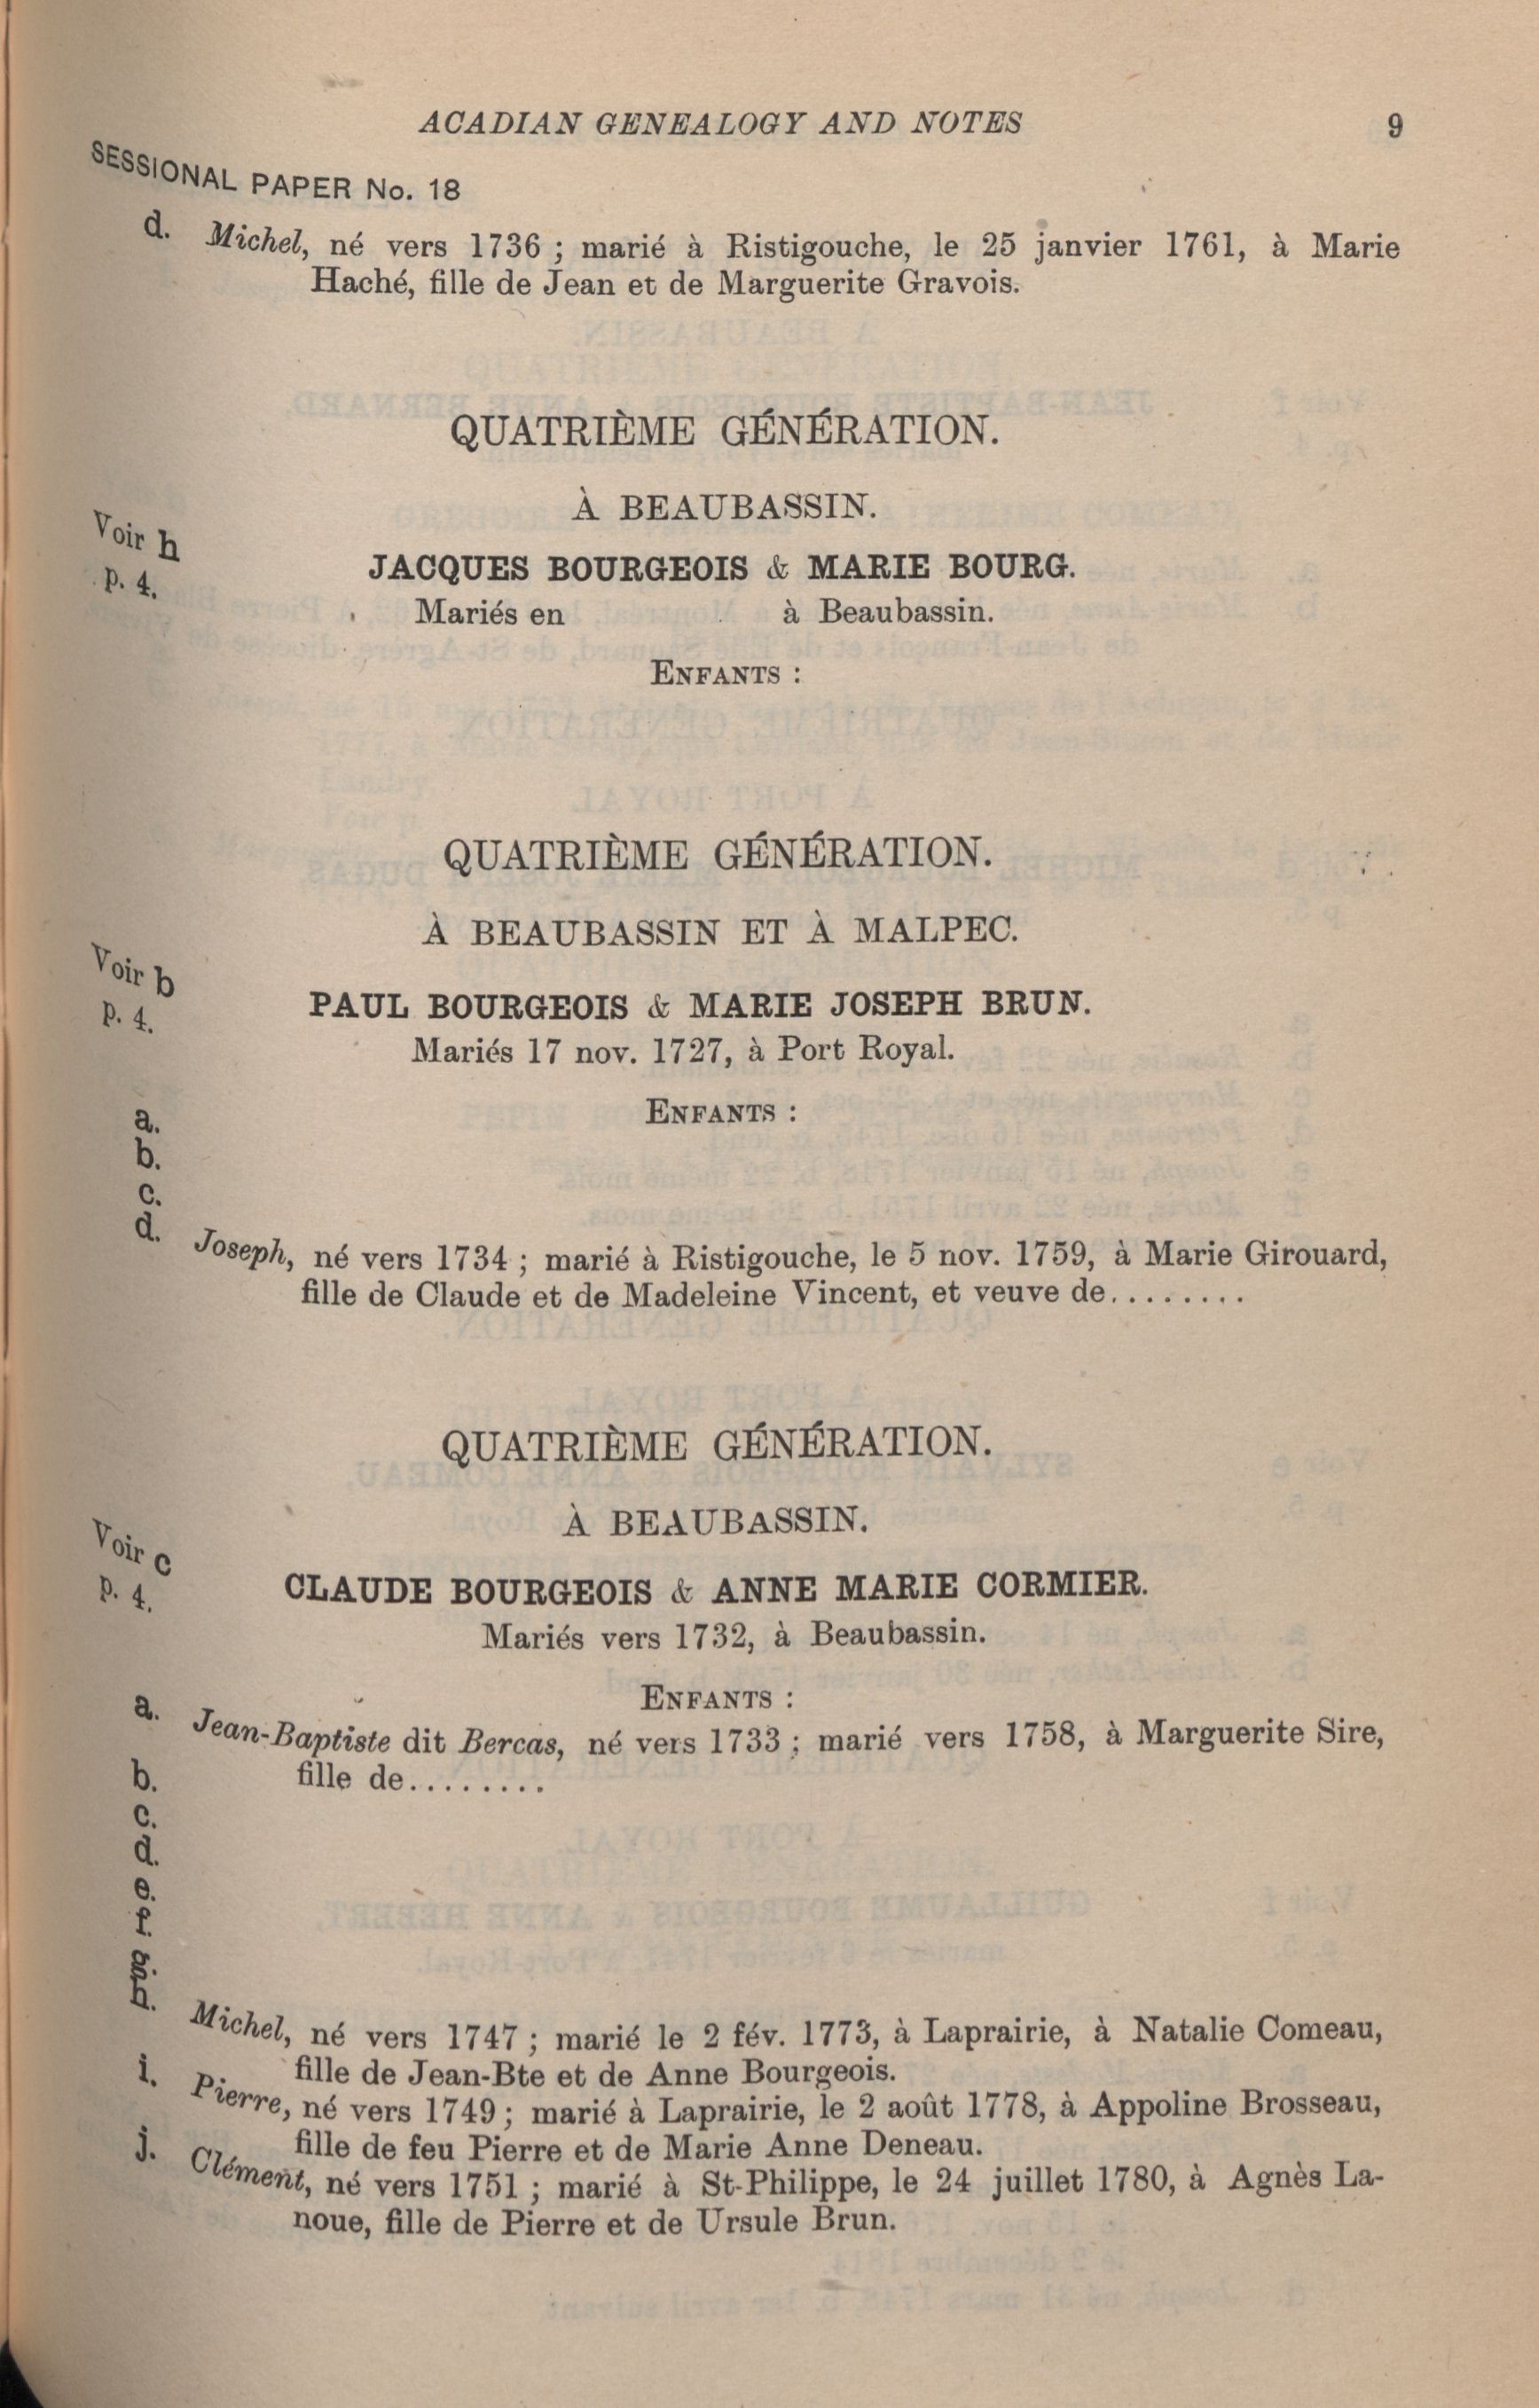 ACADIAN GENEALOGY AND NOTES 9
SESSIONAL PAPER No. 18
d. Michel, né vers 1736 ; marié à Ristigouche, le 25 janvier 1761, à Marie
Haché, fille de Jean et de Marguerite Gravois.
QUATRIÈME GÉNÉRATION.
À BEAUBASSIN.
Voir h
p. 4.
JACQUES BOURGEOIS & MARIE BOURG.
Mariés en à Beaubassin.
ENFANTS :
QUATRIÈME GÉNÉRATION.
À BEAUBASSIN ET À MALPEC.
Voir b
p. 4.
PAUL BOURGEOIS & MARIE JOSEPH BRUN.
Mariés 17 nov. 1727, à Port Royal.
ENFANTS :
a.
b.
c.
d. Joseph, né vers 1734 ; marié à Ristigouche, le 5 nov. 1759, à Marie Girouard,
fille de Claude et de Madeleine Vincent, et veuve de........
QUATRIÈME GÉNÉRATION.
À BEAUBASSIN.
Voir c
p. 4.
CLAUDE BOURGEOIS & ANNE MARIE CORMIER.
Mariés vers 1732, à Beaubassin.
ENFANTS :
a. Jean-Baptiste dit Bercas, né vers 1733 ; marié vers 1758, à Marguerite Sire,
fille de........
b.
c.
d.
e.
f.
g.
h. Michel, né vers 1747 ; marié le 2 fév. 1773, à Laprairie, à Natalie Comeau,
fille de Jean-Bte et de Anne Bourgeois.
i. Pierre, né vers 1749 ; marié à Laprairie, le 2 août 1778, à Appoline Brosseau,
fille de feu Pierre et de Marie Anne Deneau.
j. Clément, né vers 1751 ; marié à St-Philippe, le 24 juillet 1780, à Agnès La-
noue, fille de Pierre et de Ursule Brun.